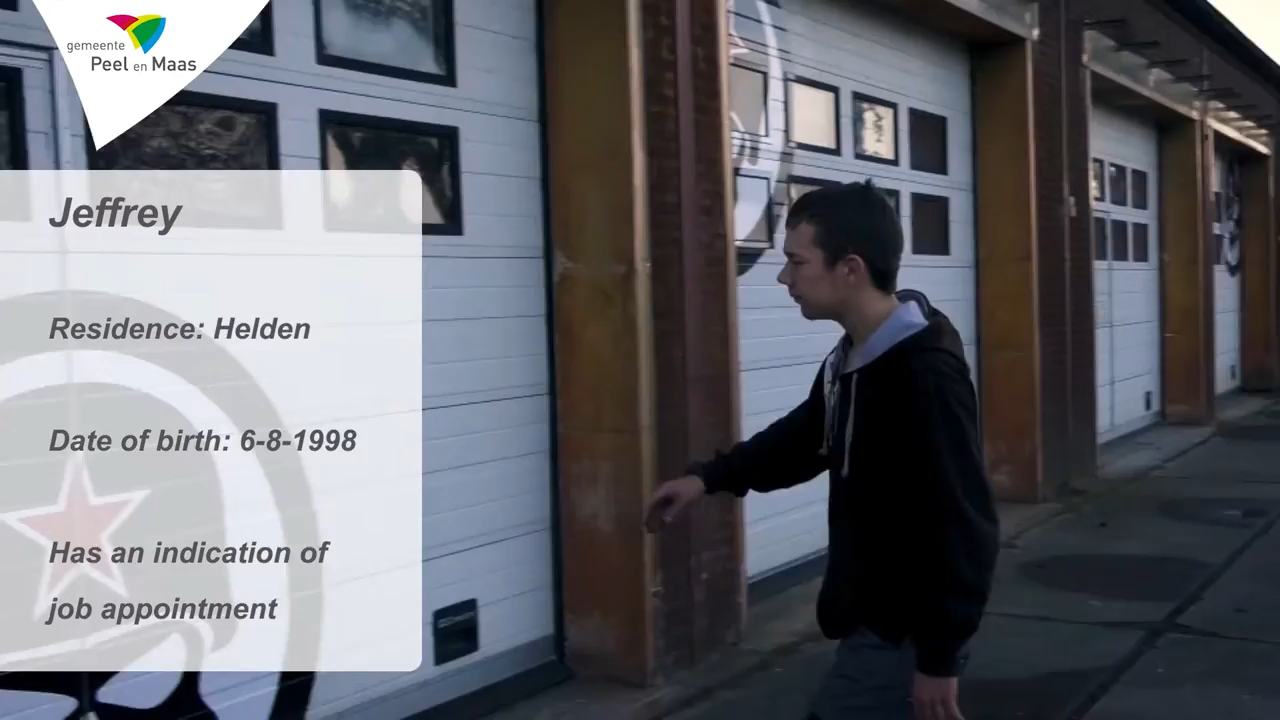 gemeente
Peel en Maas
Jeffrey
Residence: Helden
Date of birth: 6-8-1998
Has an indication of
job appointment